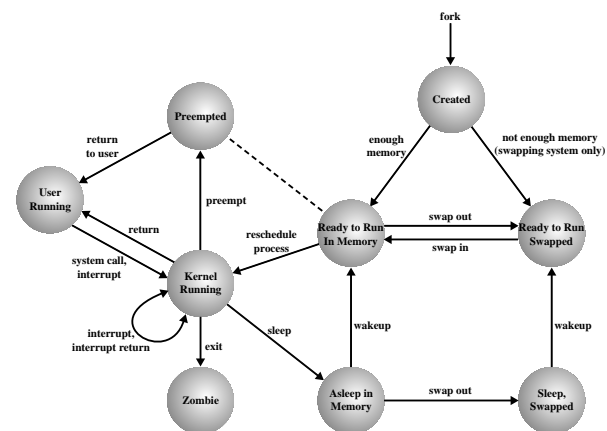 fork
Created
Preempted
return
to user
enough
memory
not enough memory
(swapping system only)
User
Running
preempt
return
reschedule
process
Ready to Run
In Memory
swap out
swap in
Ready to Run
Swapped
system call,
interrupt
Kernel
Running
interrupt,
interrupt return
sleep
exit
wakeup
wakeup
Zombie
Asleep in
Memory
swap out
Sleep,
Swapped